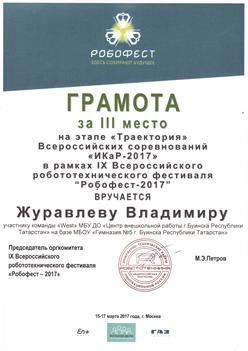 РОБОФЕСТ
ЗДЕСЬ СОБИРАЮТ БУДУЩЕЕ
ГРАМОТА
за III место
на этапе «Траектория»
Всероссийских соревнований
«ИКаР-2017»
в рамках IX Всероссийского
робототехнического фестиваля
“Робофест-2017”
ВРУЧАЕТСЯ
Журавлеву Владимиру
участнику команды «West» МБУ ДО «Центр внешкольной работы г.Буинска Республики
Татарстан» на базе МБОУ «Гимназия №5 г. Буинска Республики Татарстан»
Председатель оргкомитета
IX Всероссийского
робототехнического фестиваля
«Робофест – 2017»
М.Э.Петров
РОБОТОТЕХНИКА
15-17 марта 2017 года, г. Москва
En+
ГАЗ